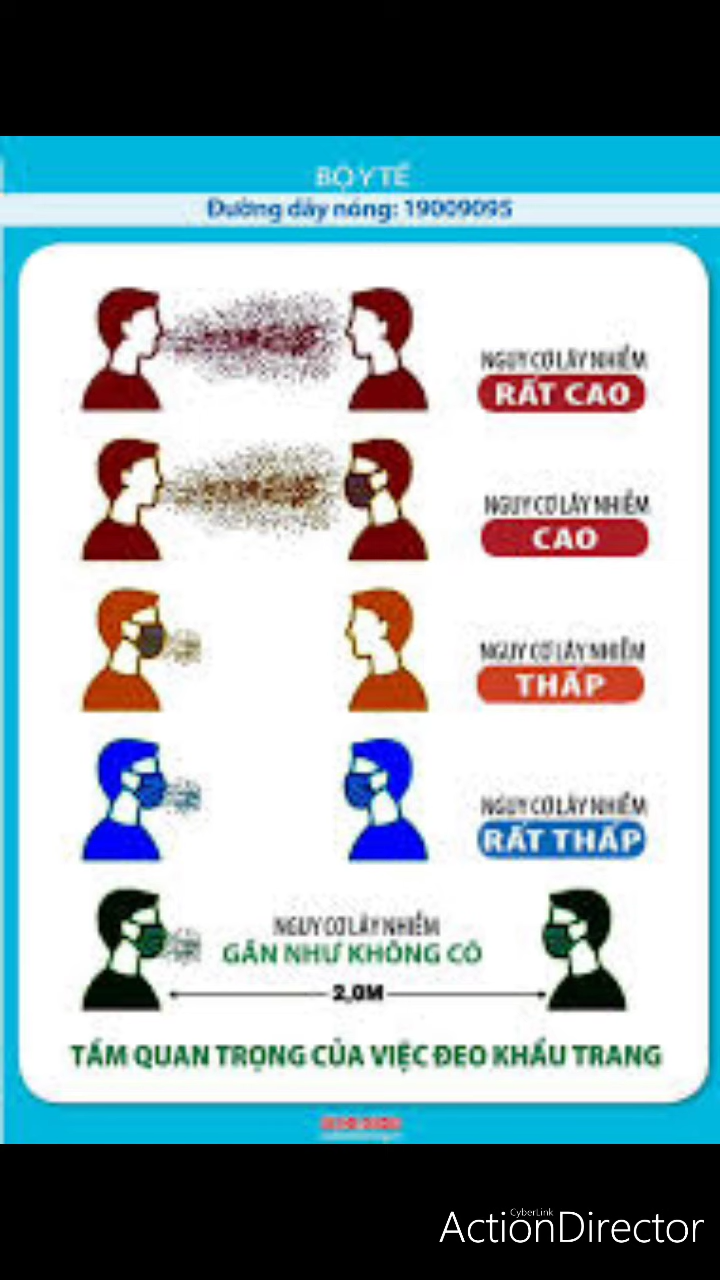 BỘ Y TẾ
Đường dây nóng: 19009095
NGUY CƠ LÂY NHIỄM
RẤT CAO
NGUY CƠ LÂY NHIỄM
CAO
NGUY CƠ LÂY NHIỄM
THẤP
NGUY CƠ LÂY NHIỄM
RẤT THẤP
NGUY CƠ LÂY NHIỄM
GẦN NHƯ KHÔNG CÓ
2,0M
TẦM QUAN TRỌNG CỦA VIỆC ĐEO KHẨU TRANG
CyberLink
ActionDirector